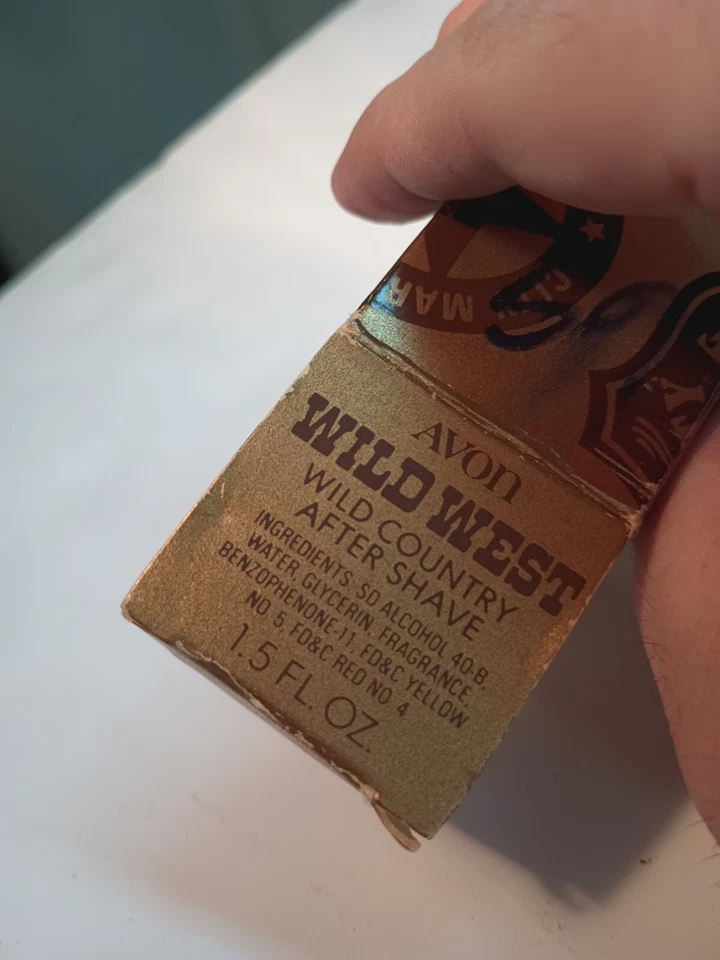 MAR
AVON
WILD WEST
WILD COUNTRY
AFTER SHAVE
INGREDIENTS, SD ALCOHOL 40-B,
WATER, GLYCERIN, FRAGRANCE,
BENZOPHENONE-11, FD&C YELLOW
NO 5, FD&C RED NO 4
1.5 FL. OZ.